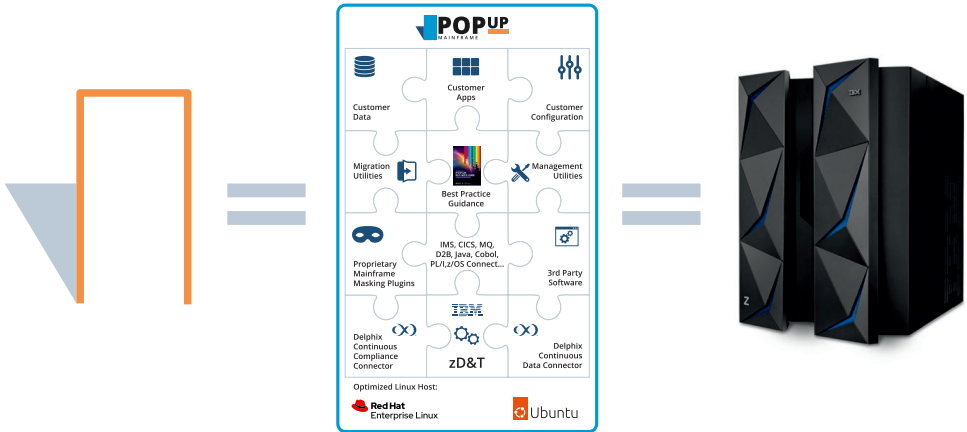 POPUP
MAINFRAME
Customer
Data
Customer
Apps
Customer
Configuration
Migration
Utilities
Best Practice
Guidance
Management
Utilities
Proprietary
Mainframe
Masking Plugins
IMS, CICS, MQ,
D2B, Java, Cobol,
PL/I,z/OS Connect...
3rd Party
Software
Delphix
Continuous
Compliance
Connector
IBM
zD&T
Delphix
Continuous
Data Connector
Optimized Linux Host:
Red Hat
Enterprise Linux
Ubuntu
IBM
Z